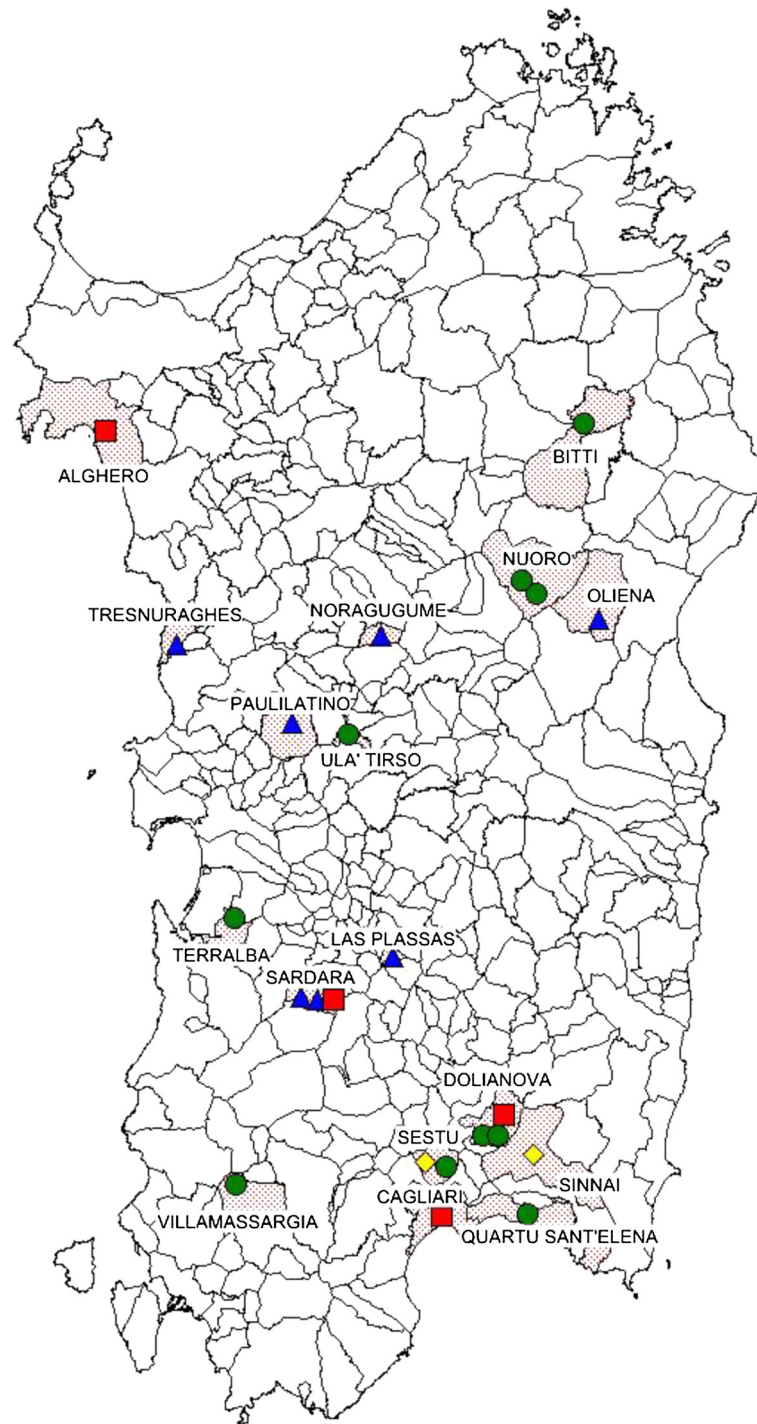 BITTI
ALGHERO
NUORO
OLIENA
NORAGUGUME
TRESNURAGHES
PAULILATINO
ULA' TIRSO
LAS PLASSAS
TERRALBA
SARDARA
DOLIANOVA
SESTU
SINNAI
CAGLIARI
VILLAMASSARGIA
QUARTU SANT'ELENA